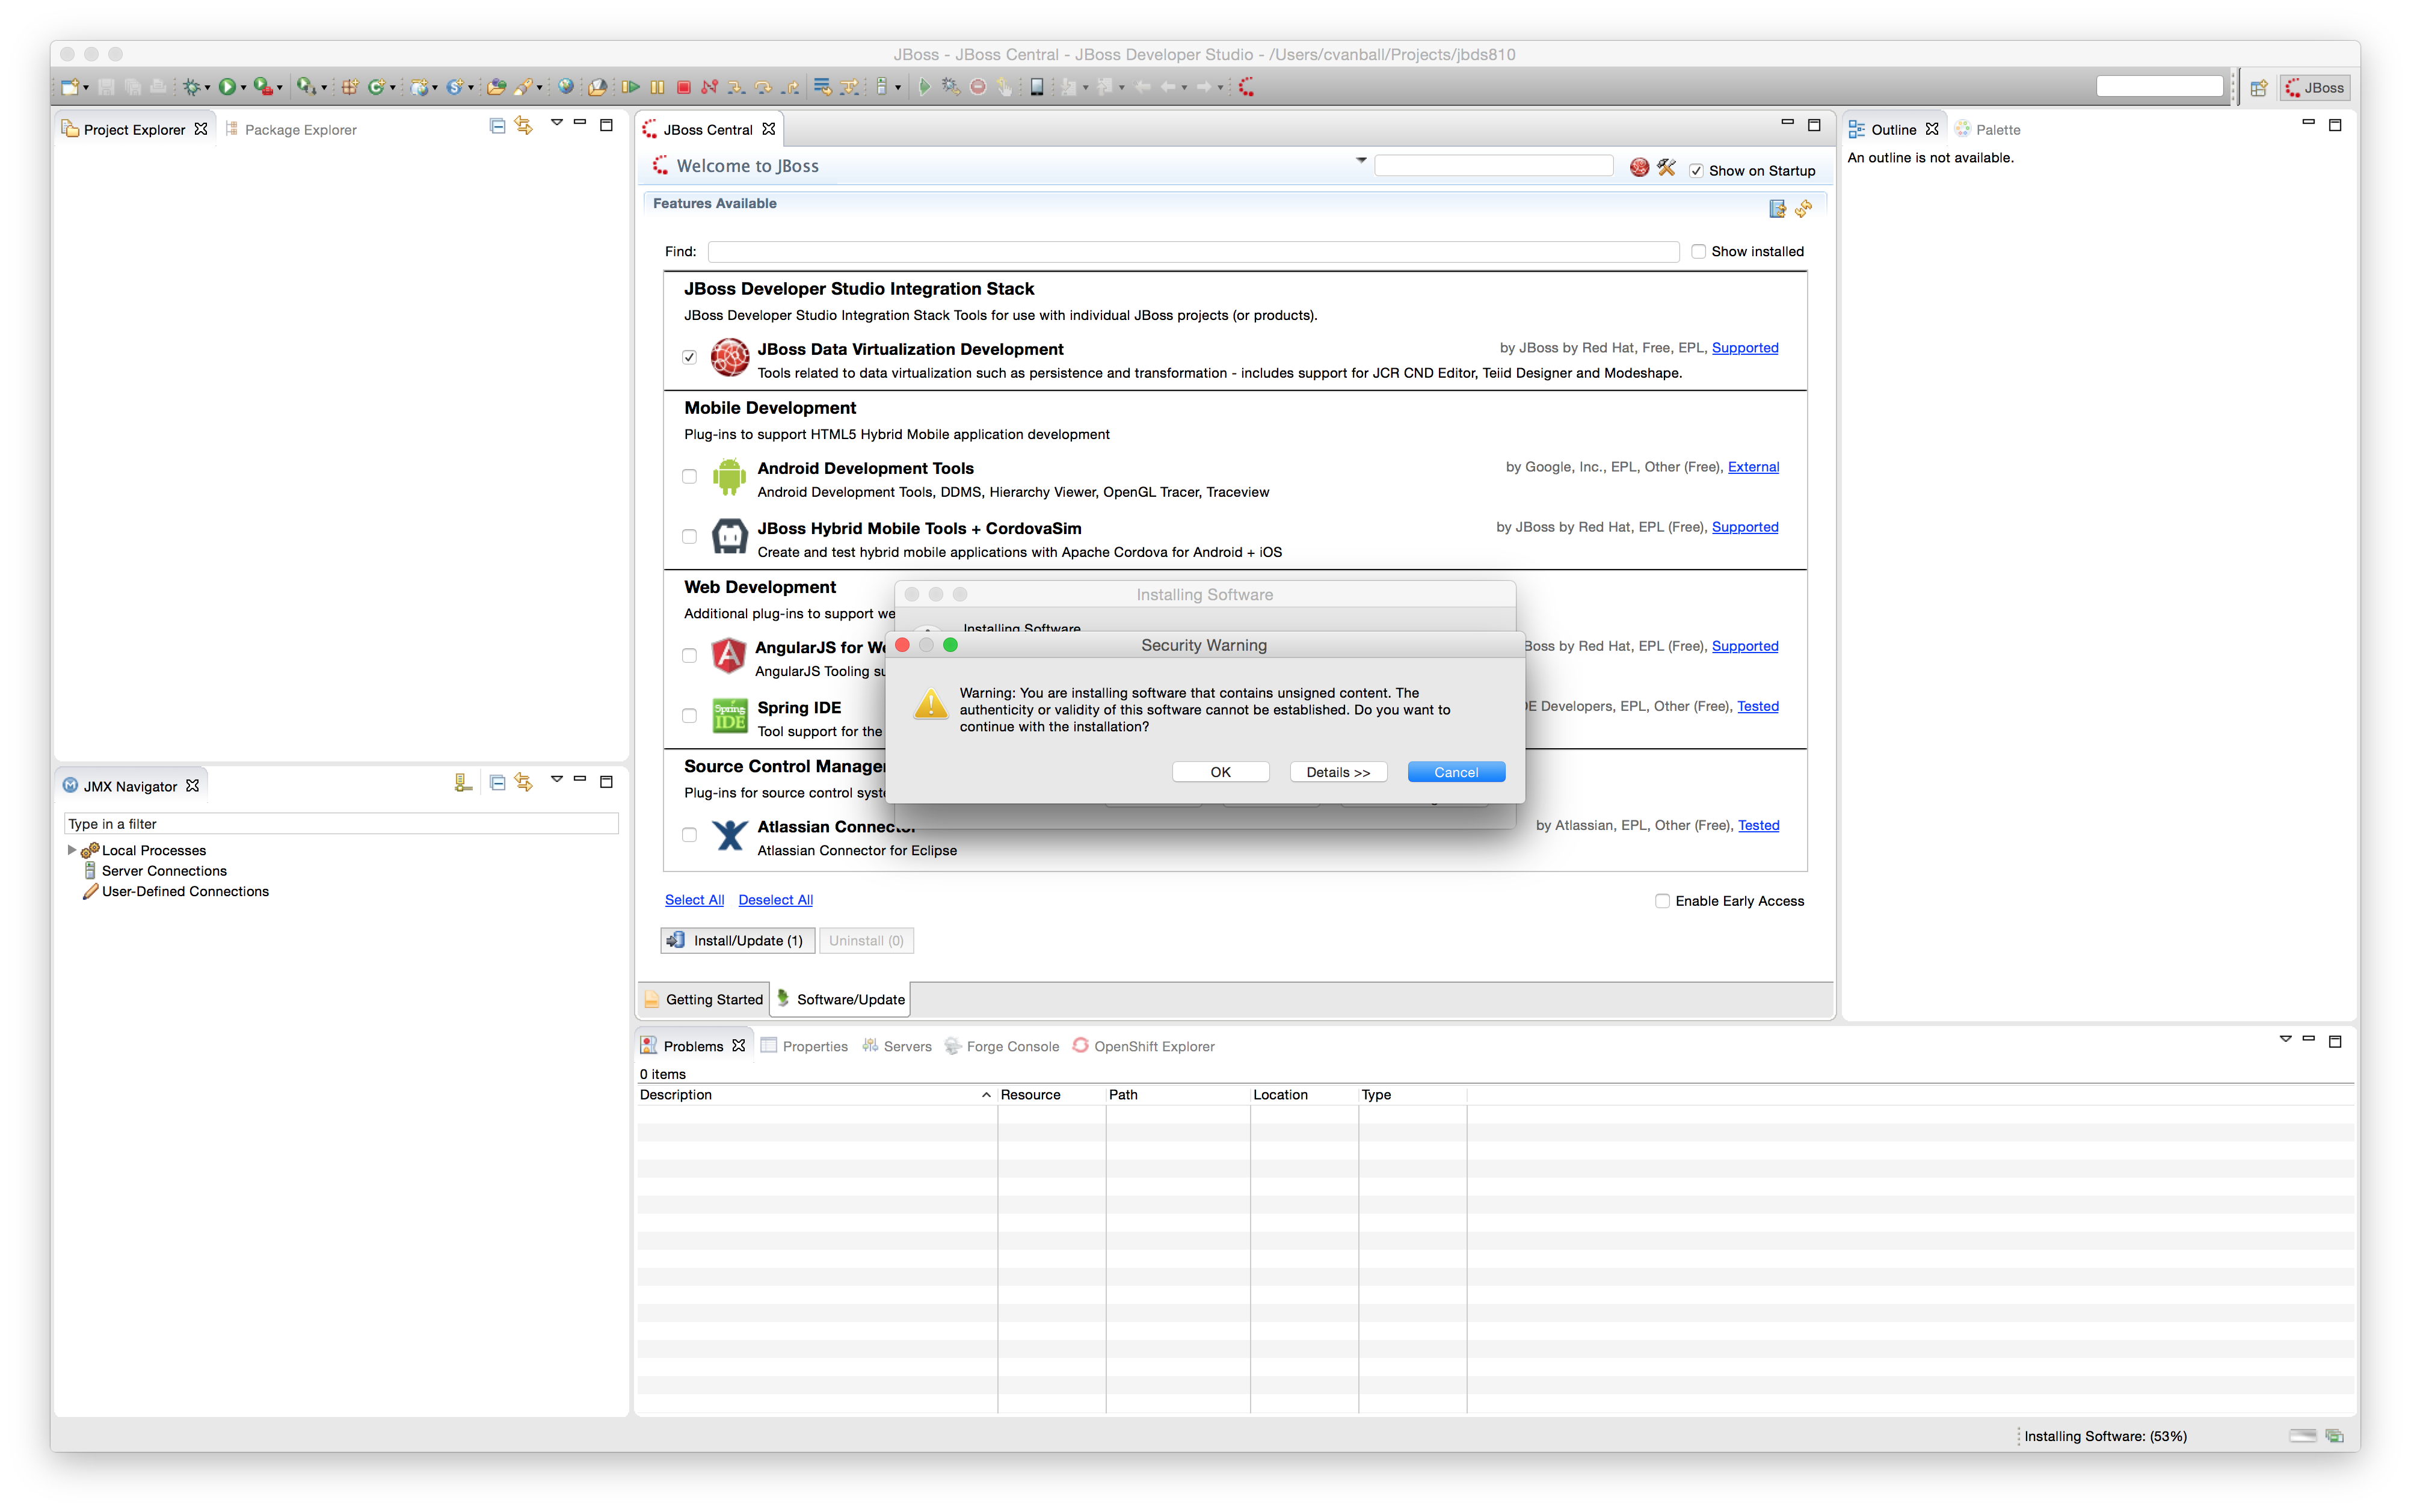 JBoss - JBoss Central - JBoss Developer Studio - /Users/cvanball/Projects/jbds810
JBoss
Project Explorer
Package Explorer
JBoss Central
Outline
Palette
Welcome to JBoss
Show on Startup
An outline is not available.
Features Available
Find:
Show installed
JBoss Developer Studio Integration Stack
JBoss Developer Studio Integration Stack Tools for use with individual JBoss projects (or products).
JBoss Data Virtualization Development
by JBoss by Red Hat, Free, EPL, Supported
Tools related to data virtualization such as persistence and transformation - includes support for JCR CND Editor, Teiid Designer and Modeshape.
Mobile Development
Plug-ins to support HTML5 Hybrid Mobile application development
Android Development Tools
by Google, Inc., EPL, Other (Free), External
Android Development Tools, DDMS, Hierarchy Viewer, OpenGL Tracer, Traceview
JBoss Hybrid Mobile Tools + CordovaSim
by JBoss by Red Hat, EPL (Free), Supported
Create and test hybrid mobile applications with Apache Cordova for Android + iOS
Web Development
Additional plug-ins to support we
Installing Software
Installing Software
AngularJS for We
Boss by Red Hat, EPL (Free), Supported
AngularJS Tooling su
Security Warning
Warning: You are installing software that contains unsigned content. The
authenticity or validity of this software cannot be established. Do you want to
continue with the installation?
OK
Details >>
Cancel
Spring IDE
Spring IDE
DE Developers, EPL, Other (Free), Tested
Tool support for the
Source Control Manage
Plug-ins for source control syste
Atlassian Connector
by Atlassian, EPL, Other (Free), Tested
Atlassian Connector for Eclipse
Select All
Deselect All
Enable Early Access
Install/Update (1)
Uninstall (0)
Getting Started
Software/Update
JMX Navigator
Type in a filter
Local Processes
Server Connections
User-Defined Connections
Problems
Properties
Servers
Forge Console
OpenShift Explorer
0 items
Description
Resource
Path
Location
Type
Installing Software: (53%)